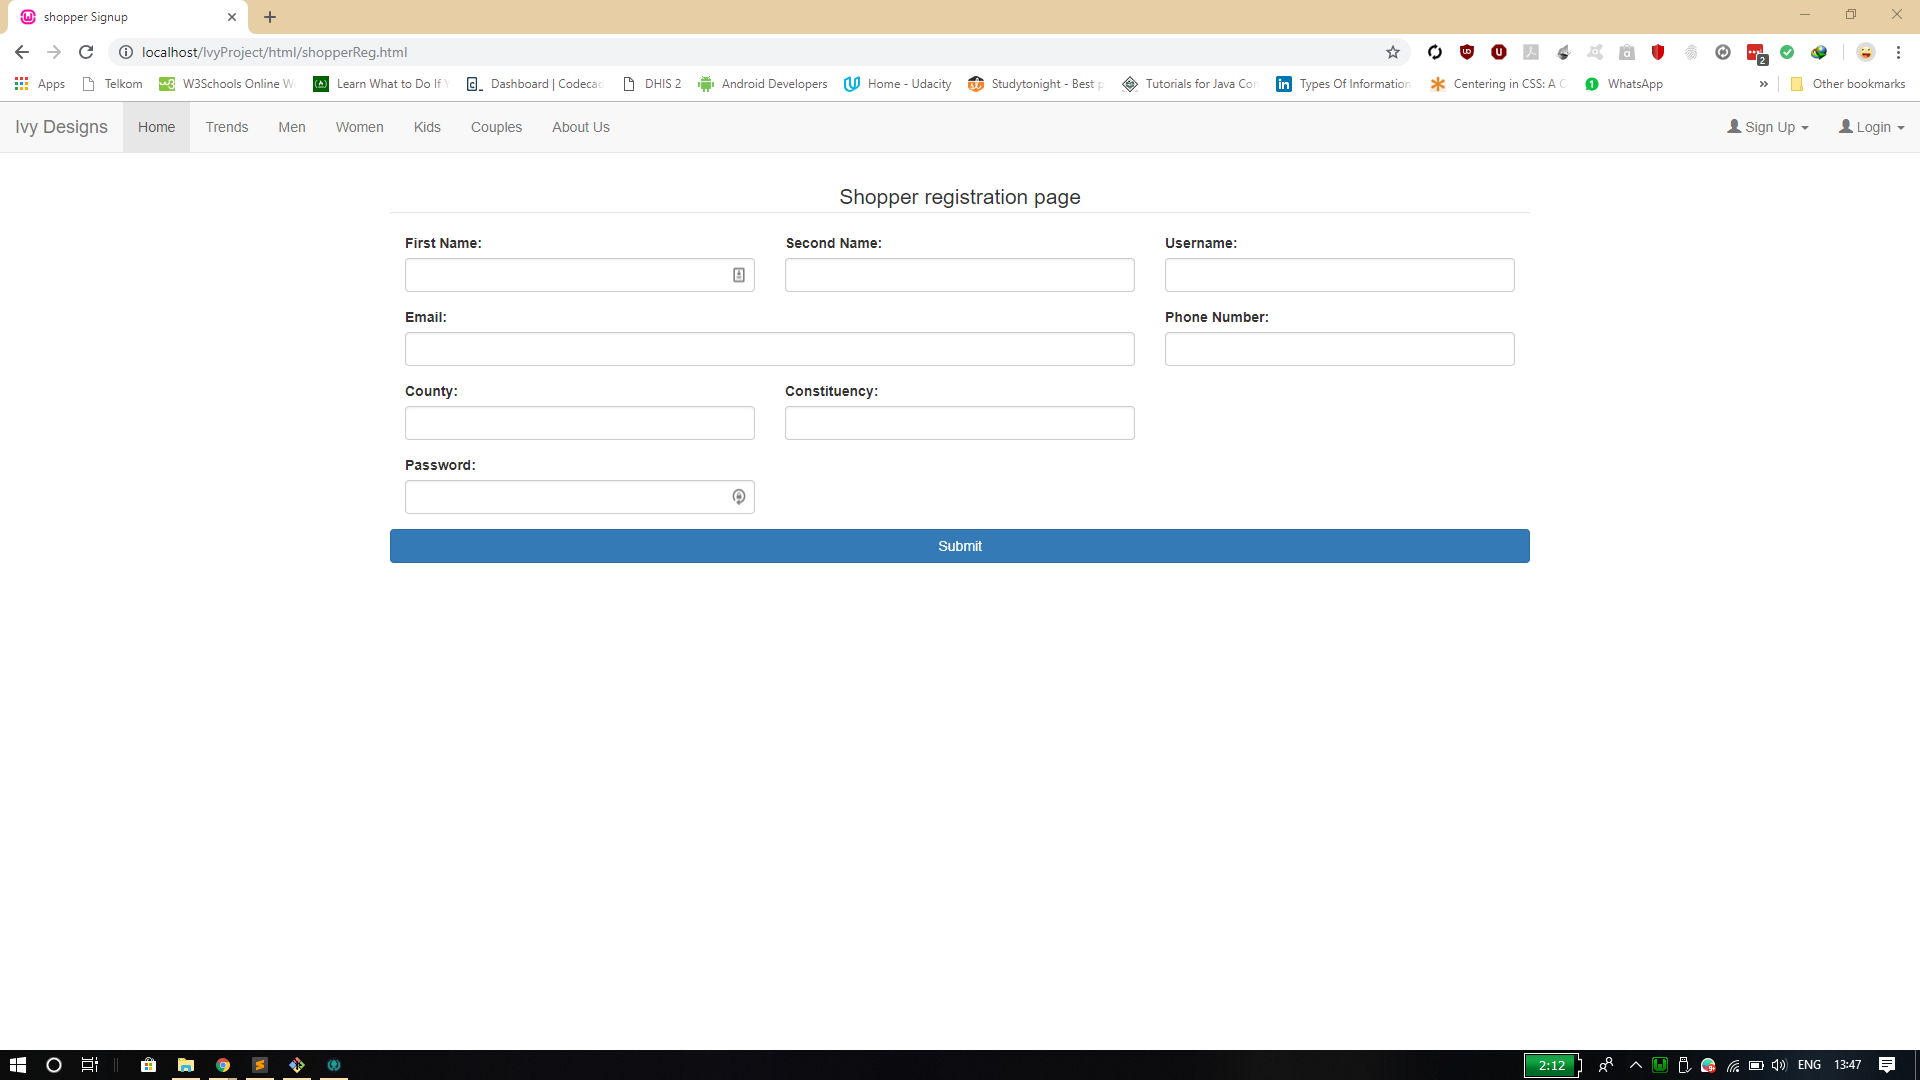 shopper Signup
localhost/IvyProject/html/shopperReg.html
2
Apps Telkom W3Schools Online W Learn What to Do If Y Dashboard | Codecac DHIS 2 Android Developers Home - Udacity Studytonight - Best p Tutorials for Java Con Types Of Information Centering in CSS: A C WhatsApp » Other bookmarks
Ivy Designs Home Trends Men Women Kids Couples About Us Sign Up Login
Shopper registration page
First Name: Second Name: Username:
Email: Phone Number:
County: Constituency:
Password:
Submit
2:12 ENG 13:47